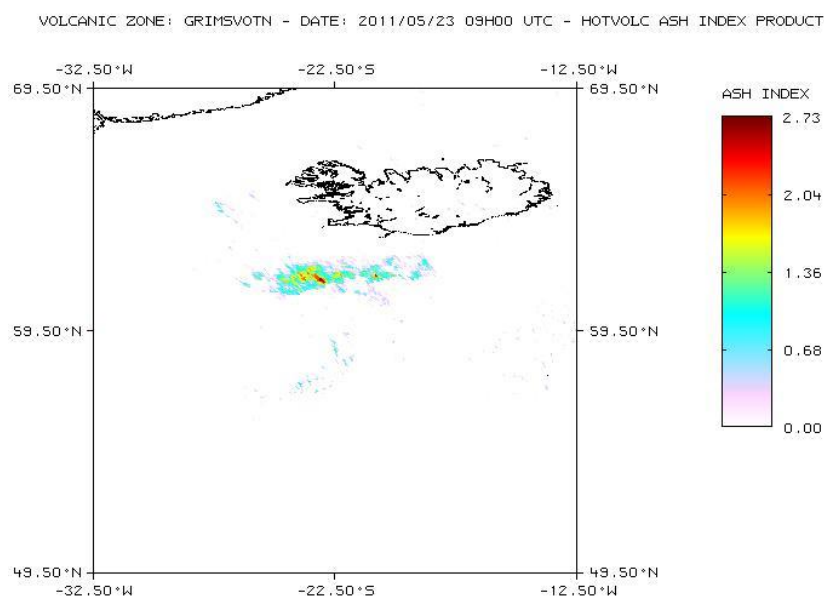 VOLCANIC ZONE: GRIMSVOTN - DATE: 2011/05/23 09H00 UTC - HOTVOLC ASH INDEX PRODUCT
-32.50°W -22.50°S -12.50°W
69.50°N 69.50°N
ASH INDEX
2.73
2.04
1.36
59.50°N 59.50°N
0.68
0.00
49.50°N 49.50°N
-32.50°W -22.50°S -12.50°W